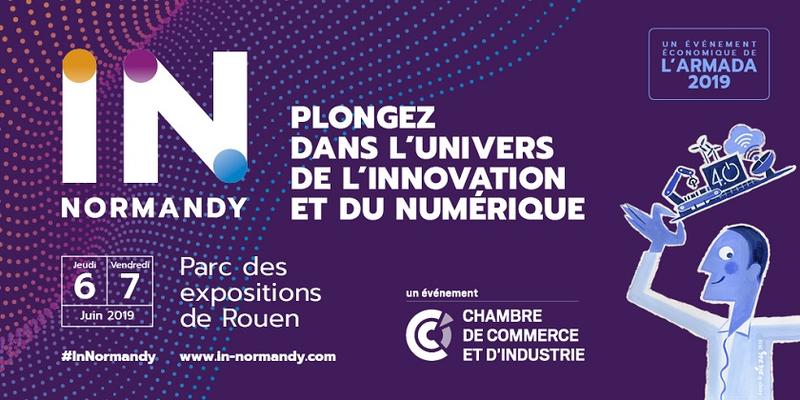 IN
NORMANDY
PLONGEZ
DANS L'UNIVERS
DE L'INNOVATION
ET DU NUMÉRIQUE
UN ÉVÉNEMENT
ÉCONOMIQUE DE
L'ARMADA
2019
4.0
Jeudi
6
Vendredi
7
Juin 2019
Parc des
expositions
de Rouen
#InNormandy
www.in-normandy.com
un événement
CHAMBRE
DE COMMERCE
ET D'INDUSTRIE